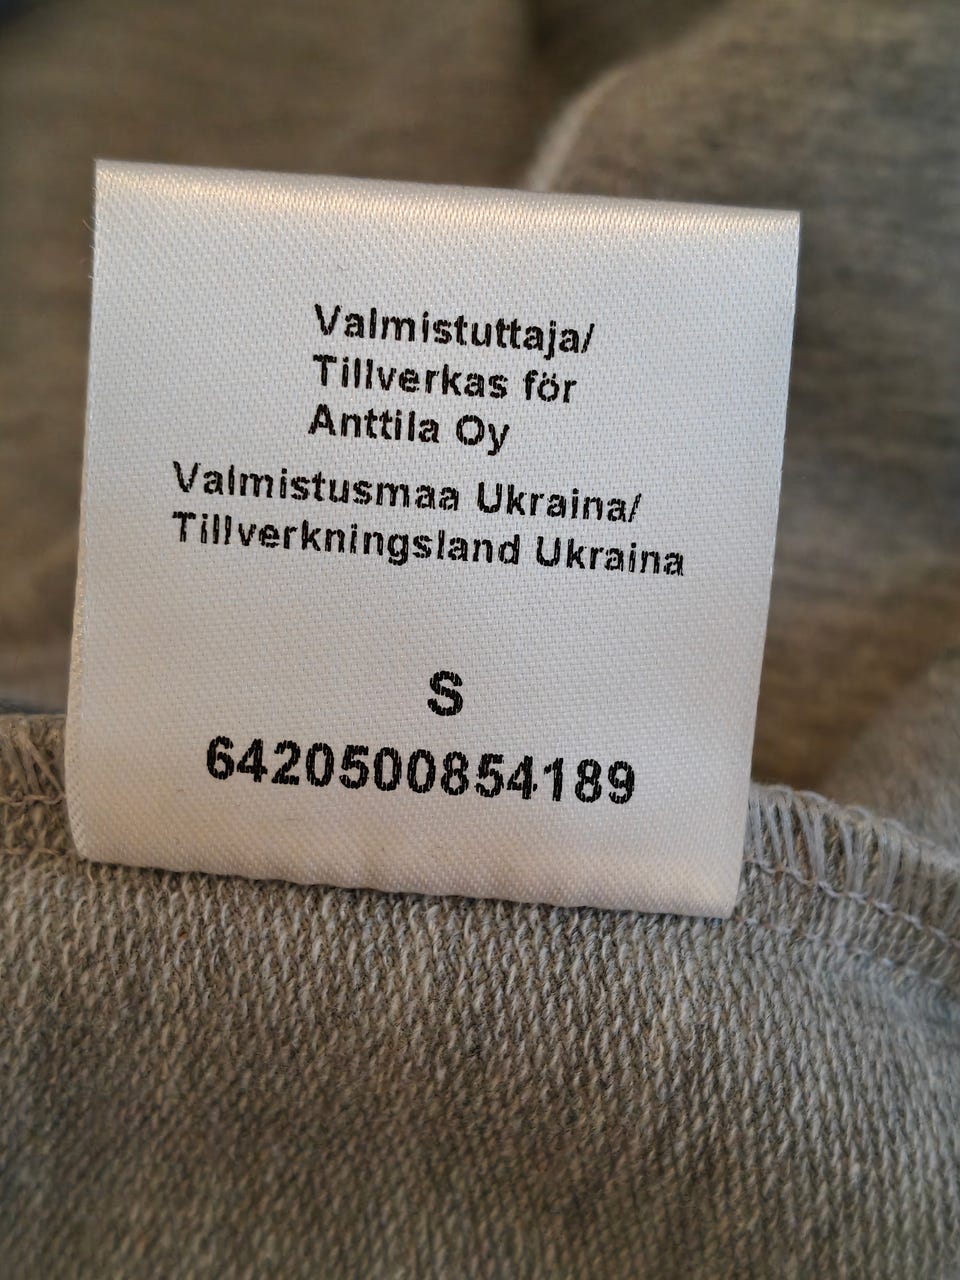 Valmistuttaja/
Tillverkas för
Anttila Oy
Valmistusmaa Ukraina/
Tillverkningsland Ukraina
S
6420500854189